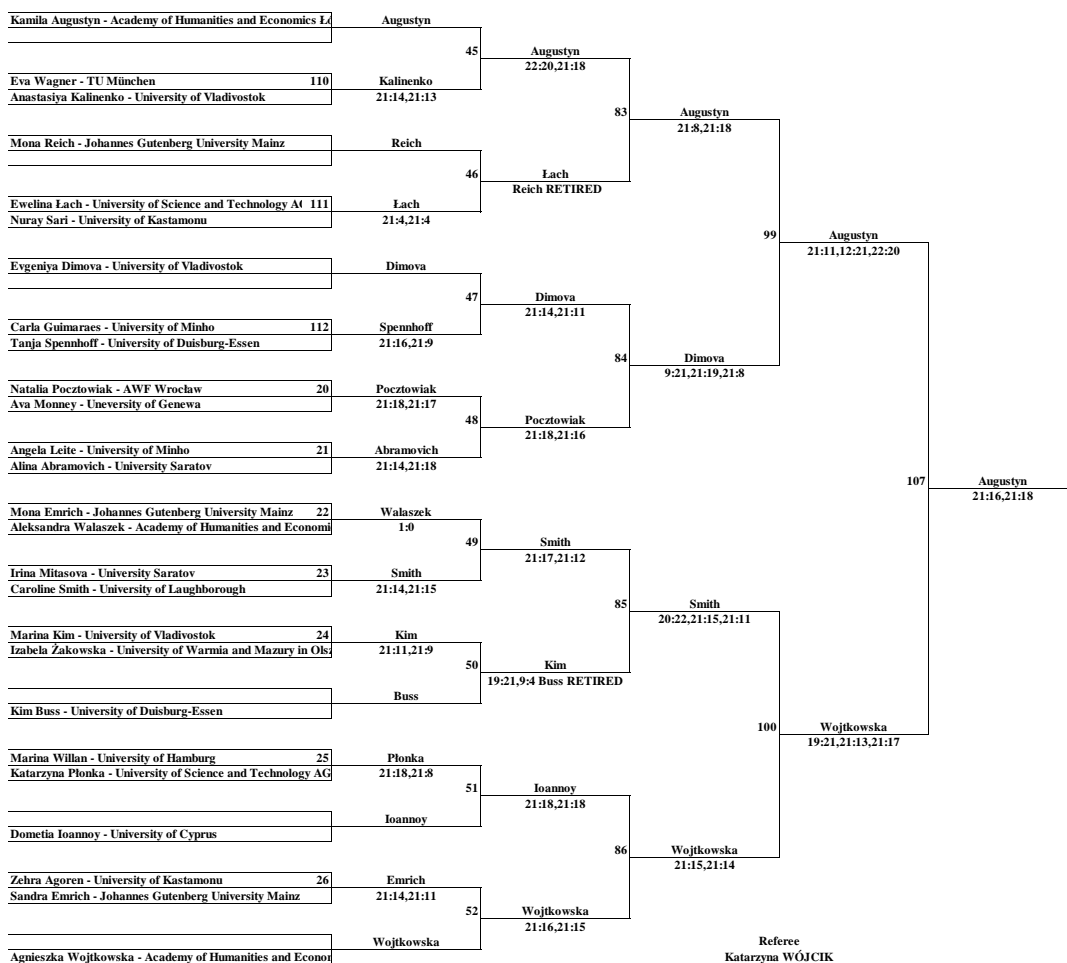 Kamila Augustyn - Academy of Humanities and Economics
Augustyn
45
Augustyn
22:20,21:18
Eva Wagner - TU München 110
Anastasiya Kalinenko - University of Vladivostok
Kalinenko
21:14,21:13
83
Augustyn
21:8,21:18
Mona Reich - Johannes Gutenberg University Mainz
Reich
46
Łach
Reich RETIRED
Ewelina Łach - University of Science and Technology 111
Nuray Sari - University of Kastamonu
Łach
21:4,21:4
99
Augustyn
21:11,12:21,22:20
Evgeniya Dimova - University of Vladivostok
Dimova
47
Dimova
21:14,21:11
Carla Guimaraes - University of Minho 112
Tanja Spennhoff - University of Duisburg-Essen
Spennhoff
21:16,21:9
84
Dimova
9:21,21:19,21:8
Natalia Pocztowiak - AWF Wrocław 20
Ava Monney - Uneversity of Genewa
Pocztowiak
21:18,21:17
48
Pocztowiak
21:18,21:16
Angela Leite - University of Minho 21
Alina Abramovich - University Saratov
Abramovich
21:14,21:18
107
Augustyn
21:16,21:18
Mona Emrich - Johannes Gutenberg University Mainz 22
Aleksandra Walaszek - Academy of Humanities and
Walaszek
1:0
49
Smith
21:17,21:12
Irina Mitasova - University Saratov 23
Caroline Smith - University of Laughborough
Smith
21:14,21:15
85
Smith
20:22,21:15,21:11
Marina Kim - University of Vladivostok 24
Izabela Żakowska - University of Warmia and Mazury in
Kim
21:11,21:9
50
Kim
19:21,9:4 Buss RETIRED
Buss
Kim Buss - University of Duisburg-Essen
100
Wojtkowska
19:21,21:13,21:17
Marina Willan - University of Hamburg 25
Katarzyna Płonka - University of Science and Technology AG
Płonka
21:18,21:8
51
Ioannoy
21:18,21:18
Ioannoy
Dometia Ioannoy - University of Cyprus
86
Wojtkowska
21:15,21:14
Zehra Agoren - University of Kastamonu 26
Sandra Emrich - Johannes Gutenberg University Mainz
Emrich
21:14,21:11
52
Wojtkowska
21:16,21:15
Wojtkowska
Agnieszka Wojtkowska - Academy of Humanities and
Referee
Katarzyna WÓJCIK